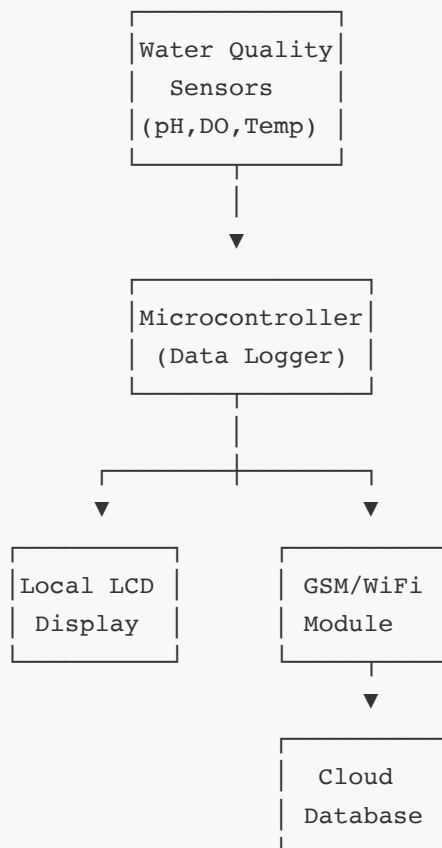 Water Quality
Sensors
(pH,DO,Temp)
Microcontroller
(Data Logger)
Local LCD
Display
GSM/WiFi
Module
Cloud
Database